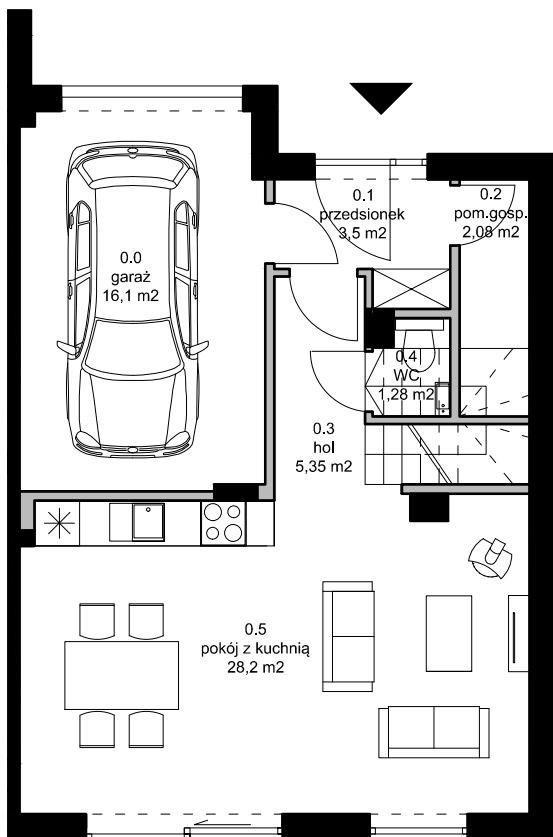 0.1
przedsionek
3,5 m2
0.2
pom.gosp.
2,08 m2
0.0
garaż
16,1 m2
0.4
WC
1,28 m2
0.3
hol
5,35 m2
0.5
pokój z kuchnią
28,2 m2